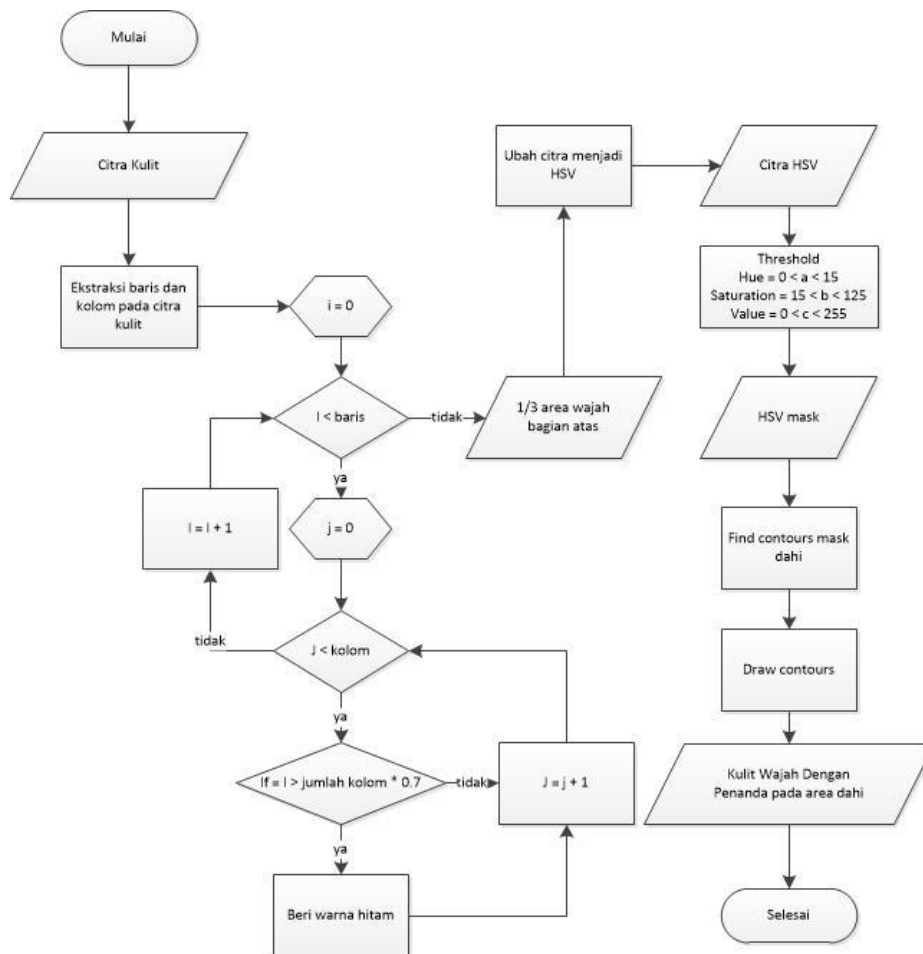 Mulai
Citra Kulit
Ekstraksi baris dan
kolom pada citra
kulit
i = 0
I < baris
tidak
1/3 area wajah
bagian atas
Ubah citra menjadi
HSV
Citra HSV
Threshold
Hue = 0 < a < 15
Saturation = 15 < b < 125
Value = 0 < c < 255
HSV mask
Find contours mask
dahi
Draw contours
Kulit Wajah Dengan
Penanda pada area dahi
Selesai
ya
j = 0
I = I + 1
tidak
J < kolom
ya
If = I > jumlah kolom * 0.7
tidak
J = j + 1
ya
Beri warna hitam